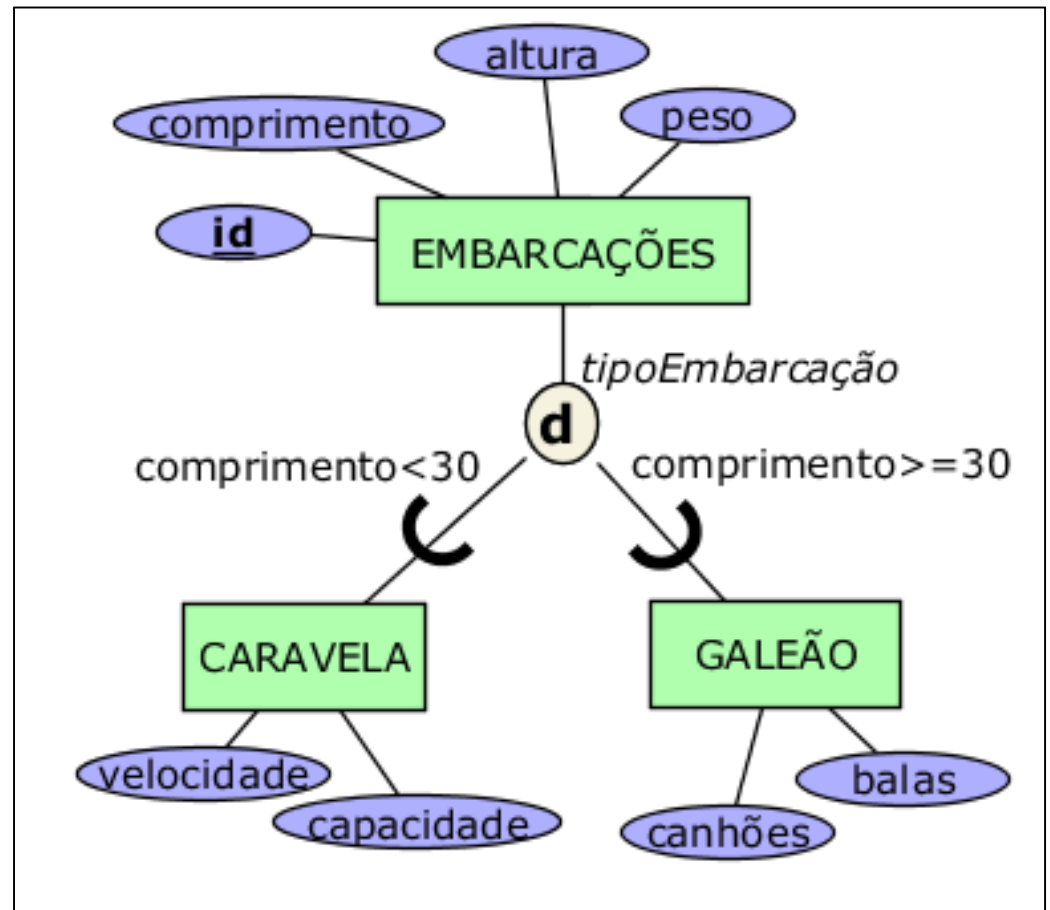 altura
comprimento
peso
id
EMBARCAÇÕES
tipoEmbarcação
d
comprimento<30
comprimento>=30
CARAVELA
GALEÃO
velocidade
balas
capacidade
canhões